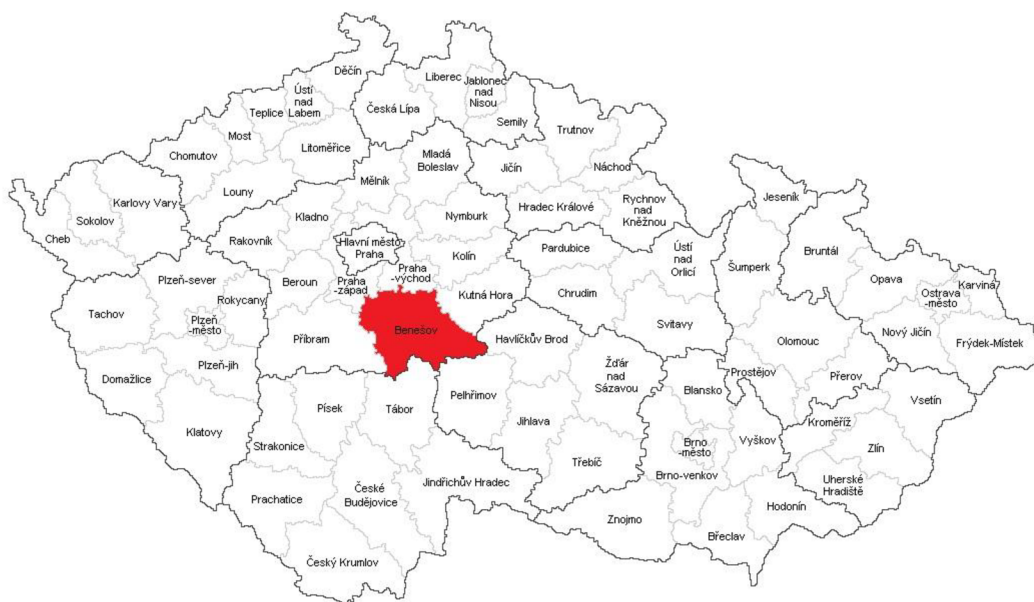 Děčín
Liberec
Jablonec
nad
Nisou
Ústí
nad
Labem
Teplice
Česká Lípa
Semily
Trutnov
Most
Chomutov
Litoměřice
Mladá
Boleslav
Jičín
Náchod
Louny
Mělník
Jeseník
Karlovy Vary
Sokolov
Cheb
Kladno
Nymburk
Hradec Králové
Rychnov
nad
Kněžnou
Rakovník
Hlavní město
Praha
Kolín
Pardubice
Ústí
nad
Orlicí
Šumperk
Bruntál
Plzeň-sever
Beroun
Praha
-západ
Praha
-východ
Kutná Hora
Chrudim
Opava
Karviná
Ostrava
-město
Rokycany
Tachov
Plzeň
-město
Příbram
Benešov
Havlíčkův Brod
Svitavy
Olomouc
Nový Jičín
Frýdek-Místek
Plzeň-jih
Domažlice
Žďár
nad
Sázavou
Prostějov
Přerov
Klatovy
Písek
Tábor
Pelhřimov
Jihlava
Blansko
Vsetín
Strakonice
Kroměříž
Vyškov
Brno
-město
Zlín
Třebíč
Brno-venkov
Prachatice
České
Budějovice
Jindřichův Hradec
Uherské
Hradiště
Hodonín
Znojmo
Břeclav
Český Krumlov